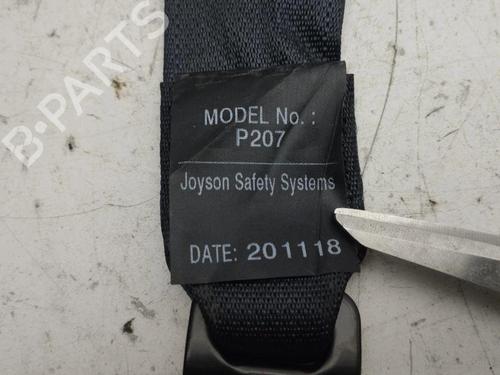 B-PARTS
MODEL No. :
P207
Joyson Safety Systems
DATE: 201118